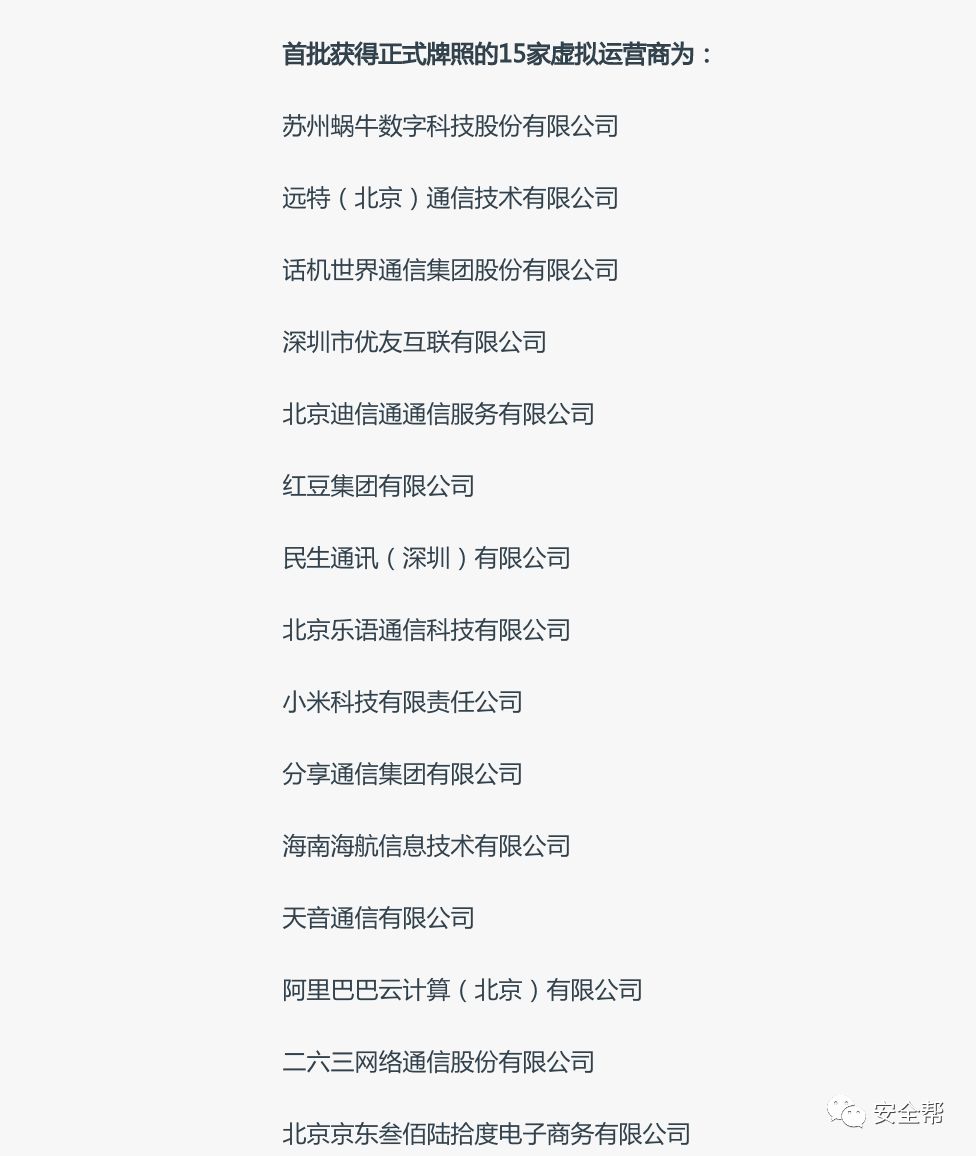 首批获得正式牌照的15家虚拟运营商为：
苏州蜗牛数字科技股份有限公司
远特（北京）通信技术有限公司
话机世界通信集团股份有限公司
深圳市优友互联有限公司
北京迪信通通信服务有限公司
红豆集团有限公司
民生通讯（深圳）有限公司
北京乐语通信科技有限公司
小米科技有限责任公司
分享通信集团有限公司
海南海航信息技术有限公司
天音通信有限公司
阿里巴巴云计算（北京）有限公司
二六三网络通信股份有限公司
北京京东叁佰陆拾度电子商务有限公司
安全帮